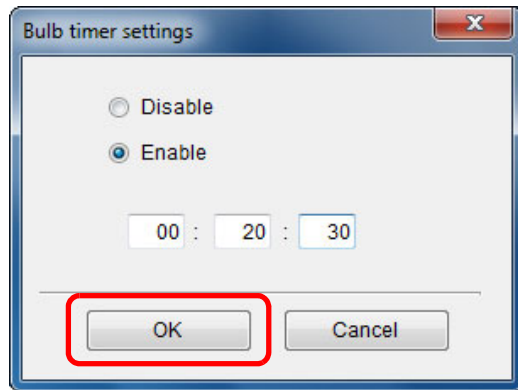 Bulb timer settings
Disable
Enable
00 : 20 : 30
OK Cancel